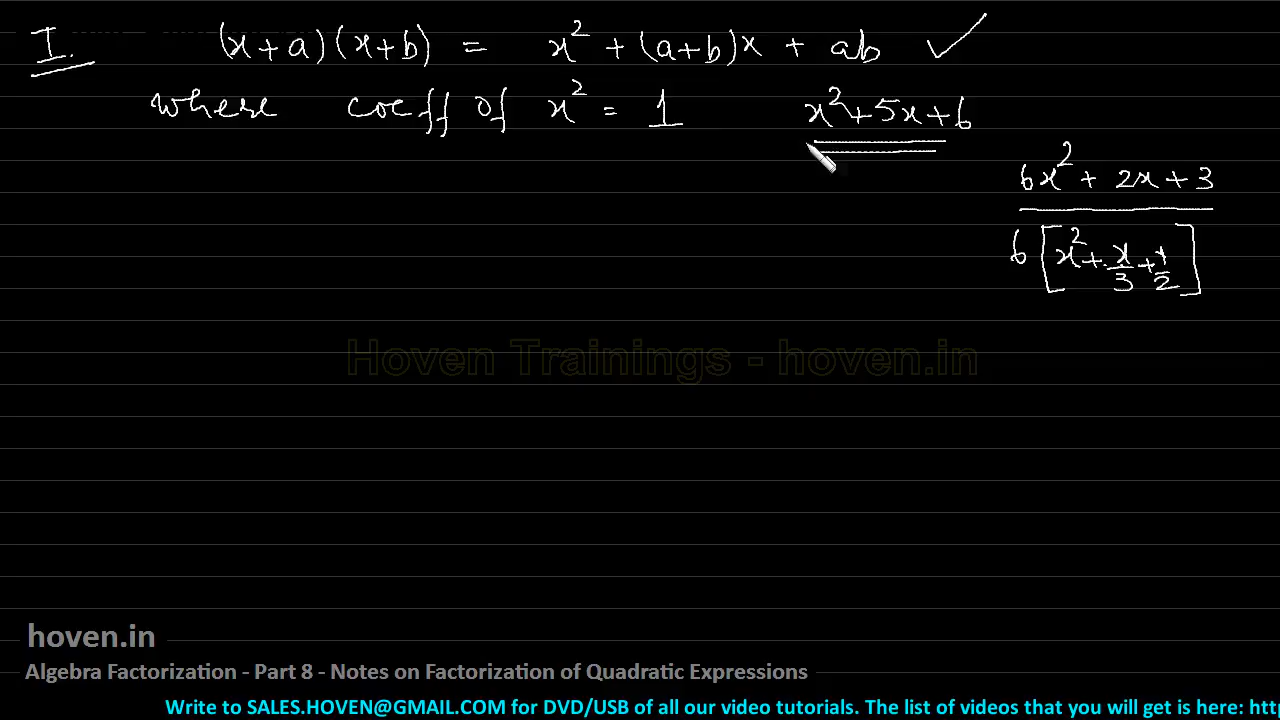 I. (x+a)(x+b) = x² + (a+b)x + ab ✓
where coeff of x² = 1 x²+5x+6
6x² + 2x + 3
6[x²+x/3+1/2]
Hoven Trainings - hoven.in
hoven.in
Algebra Factorization - Part 8 - Notes on Factorization of Quadratic Expressions
Write to SALES.HOVEN@GMAIL.COM for DVD/USB of all our video tutorials. The list of videos that you will get is here: htt